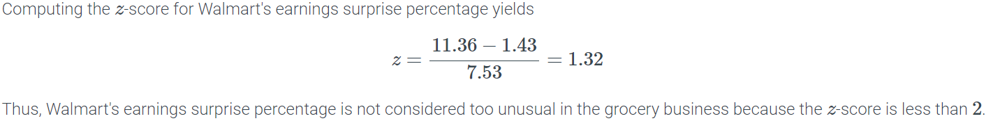 Computing the z-score for Walmart's earnings surprise percentage yields
z = \frac{11.36 − 1.43}{7.53} = 1.32
Thus, Walmart's earnings surprise percentage is not considered too unusual in the grocery business because the z-score is less than 2.